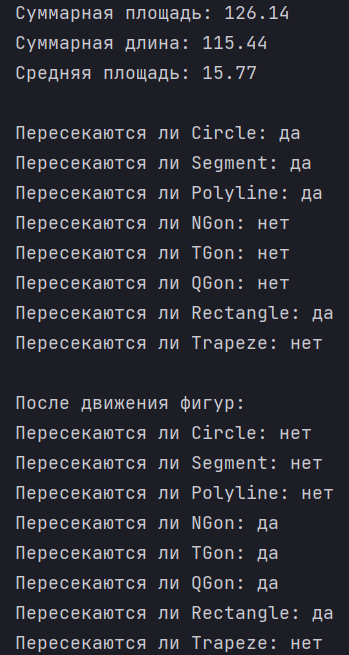 Суммарная площадь: 126.14
Суммарная длина: 115.44
Средняя площадь: 15.77
Пересекаются ли Circle: да
Пересекаются ли Segment: да
Пересекаются ли Polyline: да
Пересекаются ли NGon: нет
Пересекаются ли TGon: нет
Пересекаются ли QGon: нет
Пересекаются ли Rectangle: да
Пересекаются ли Trapeze: нет
После движения фигур:
Пересекаются ли Circle: нет
Пересекаются ли Segment: нет
Пересекаются ли Polyline: нет
Пересекаются ли NGon: да
Пересекаются ли TGon: да
Пересекаются ли QGon: да
Пересекаются ли Rectangle: да
Пересекаются ли Trapeze: нет